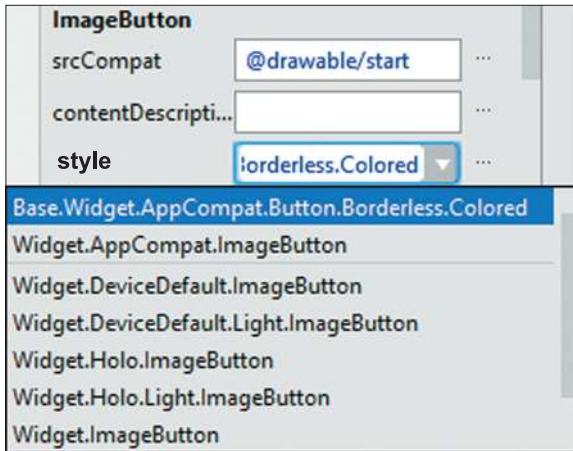 ImageButton
srcCompat @drawable/start ...
contentDescripti... ...
style Borderless.Colored ...
Base.Widget.AppCompat.Button.Borderless.Colored
Widget.AppCompat.ImageButton
Widget.DeviceDefault.ImageButton
Widget.DeviceDefault.Light.ImageButton
Widget.Holo.ImageButton
Widget.Holo.Light.ImageButton
Widget.ImageButton